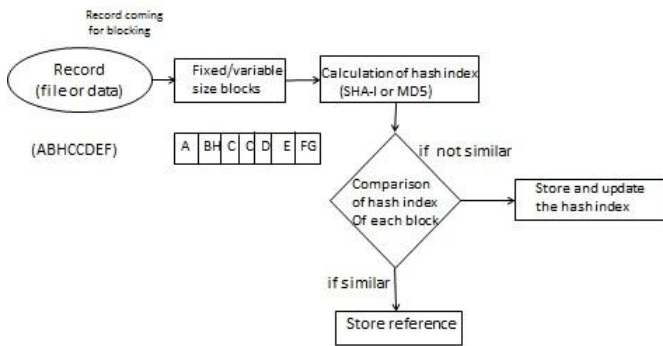 Record coming
for blocking
Record
(file or data)
Fixed/variable
size blocks
Calculation of hash index
(SHA-I or MD5)
(ABHCCDEF)
A BH C C D E FG
if not similar
Comparison
of hash index
Of each block
Store and update
the hash index
if similar
Store reference